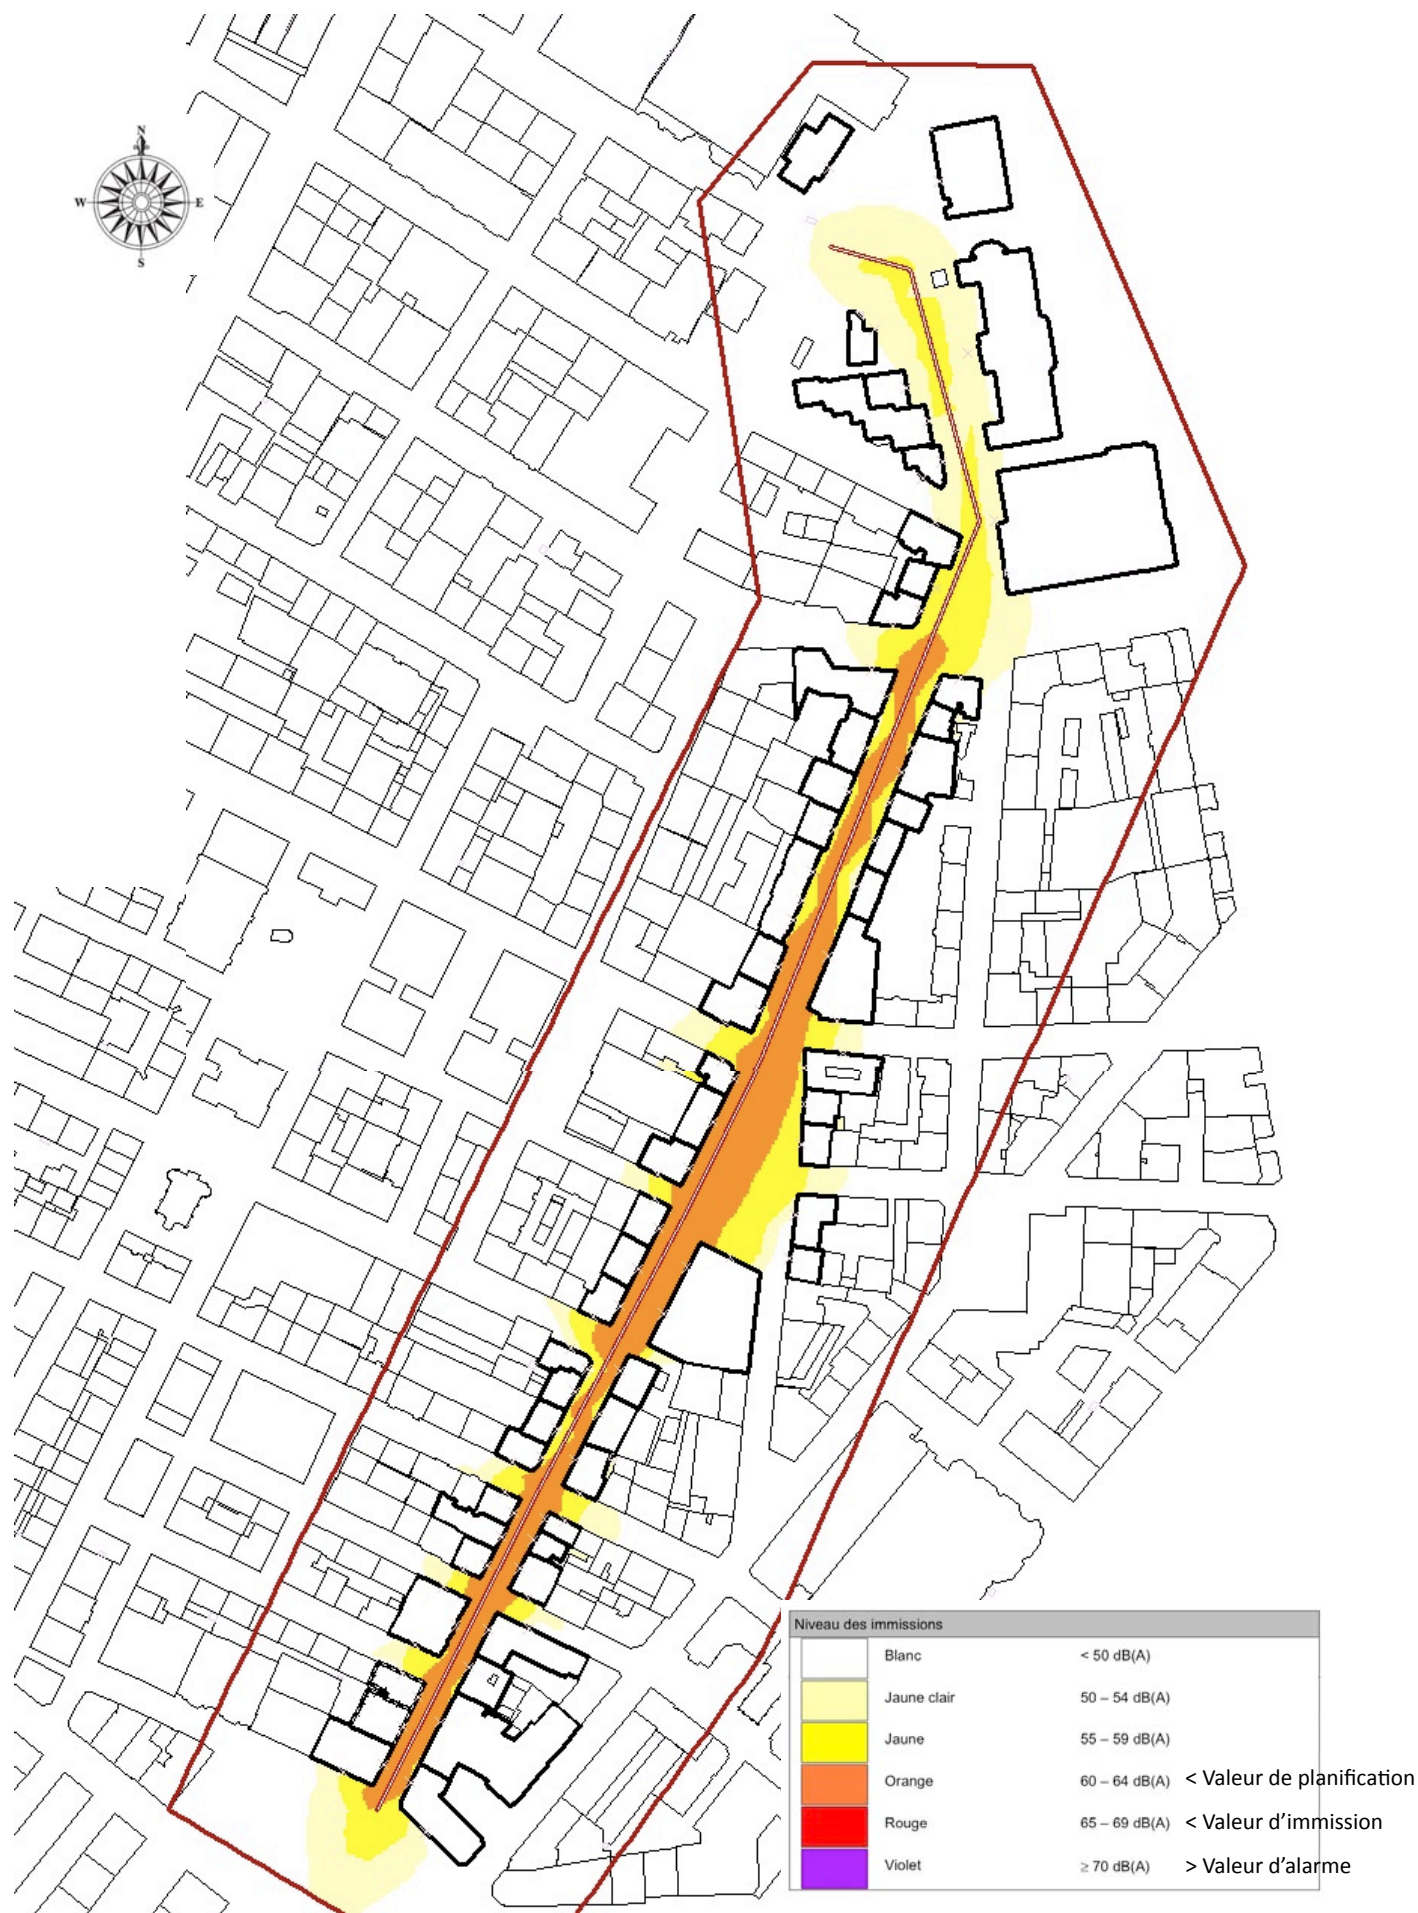 N
W E
S
Niveau des immissions
Blanc < 50 dB(A)
Jaune clair 50 – 54 dB(A)
Jaune 55 – 59 dB(A)
Orange 60 – 64 dB(A) < Valeur de planification
Rouge 65 – 69 dB(A) < Valeur d'immission
Violet ≥ 70 dB(A) > Valeur d'alarme